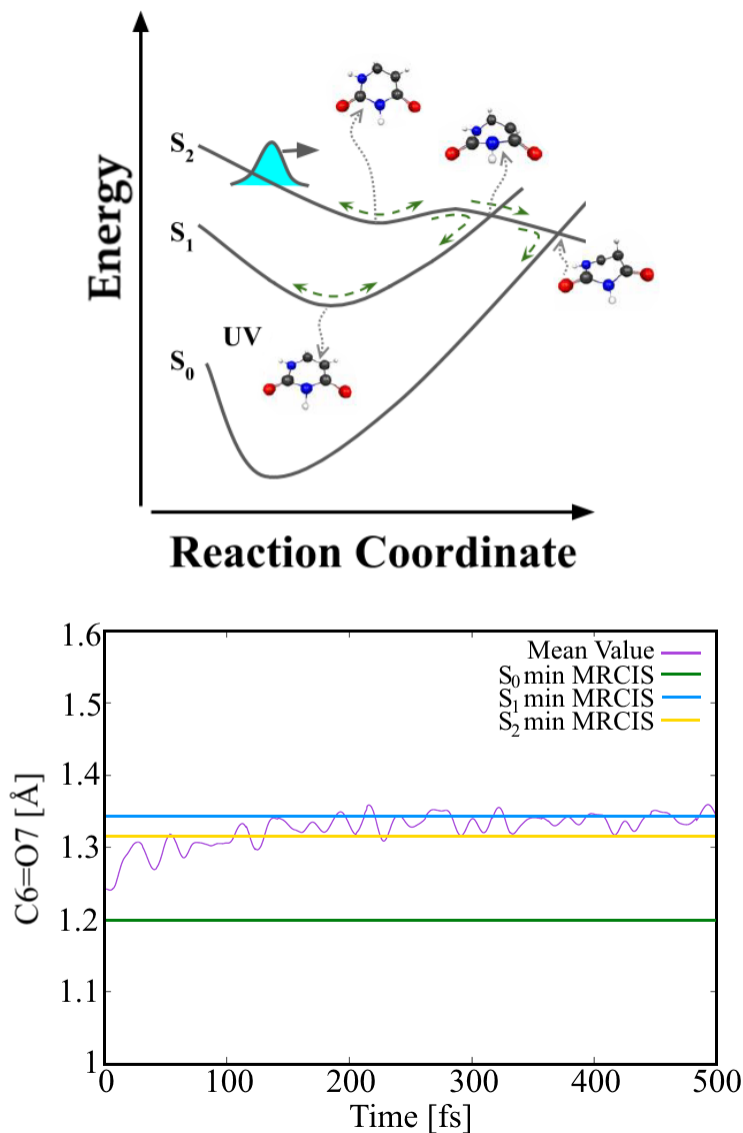 Energy
S2
S1
UV
S0
Reaction Coordinate
1.6
1.5
1.4
1.3
1.2
1.1
1
C6=O7 [Å]
Mean Value
S0 min MRCIS
S1 min MRCIS
S2 min MRCIS
0 100 200 300 400 500
Time [fs]